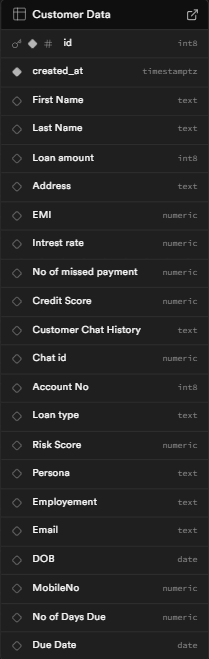 Customer Data
# id int8
created_at timestamptz
First Name text
Last Name text
Loan amount int8
Address text
EMI numeric
Intrest rate numeric
No of missed payment numeric
Credit Score numeric
Customer Chat History text
Chat id numeric
Account No int8
Loan type text
Risk Score numeric
Persona text
Employement text
Email text
DOB date
MobileNo numeric
No of Days Due numeric
Due Date date